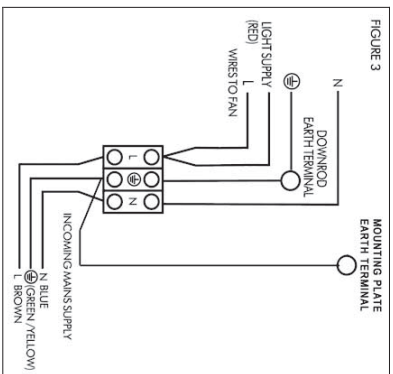 FIGURE 3
LIGHT SUPPLY
(RED)
L
WIRES TO FAN
N
DOWNROD
EARTH TERMINAL
MOUNTING PLATE
EARTH TERMINAL
L
N
INCOMING MAINS SUPPLY
N BLUE
(GREEN /YELLOW)
L BROWN